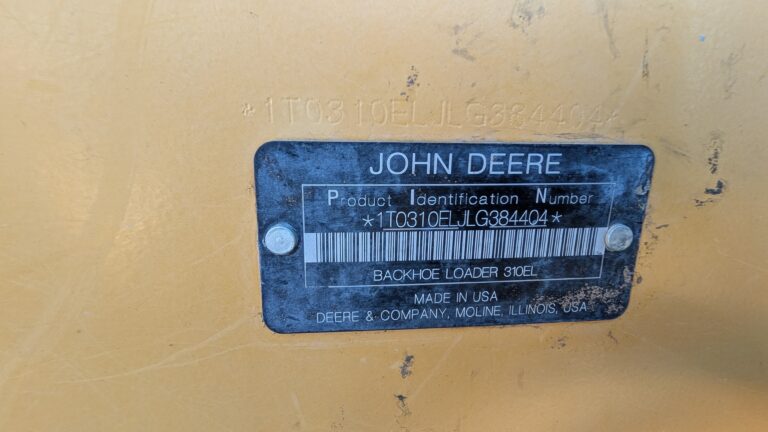 *1T0310ELJLG384404*
JOHN DEERE
Product Identification Number
*1T0310ELJLG384404*
BACKHOE LOADER 310EL
MADE IN USA
DEERE & COMPANY, MOLINE, ILLINOIS, USA